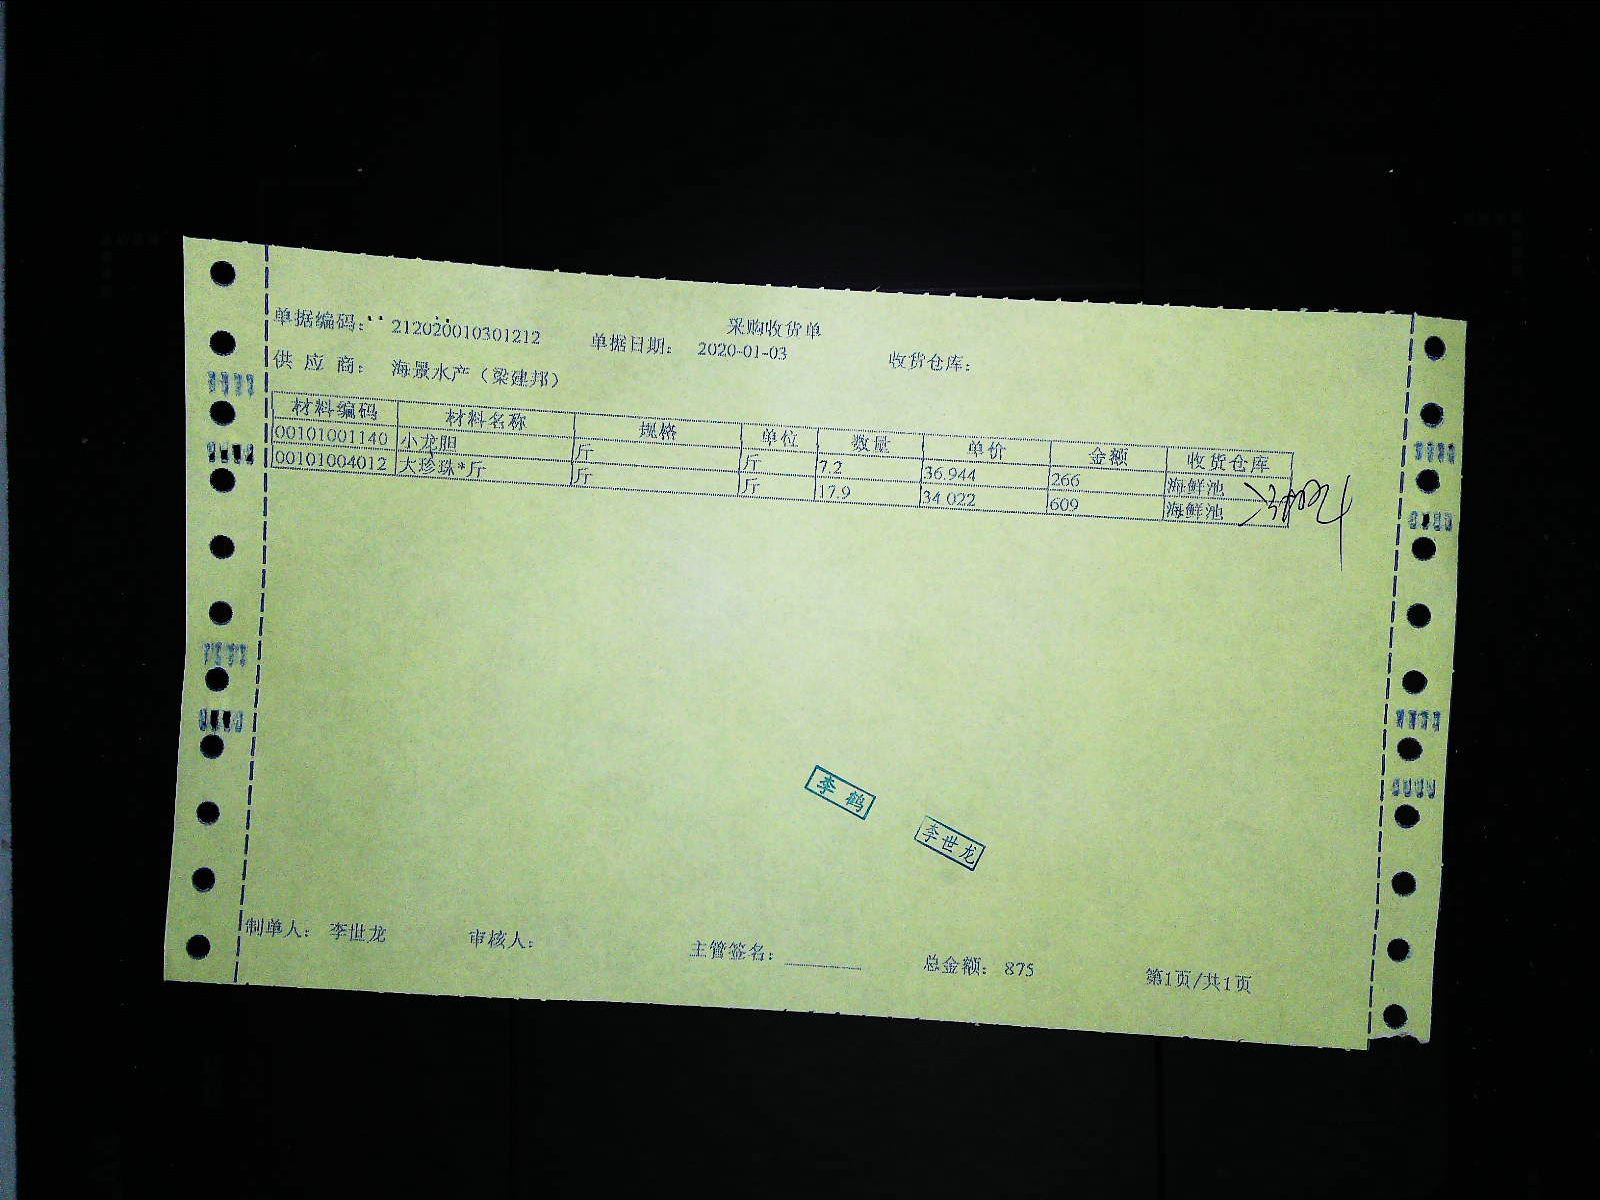 采购收货单
单据编码: 212020010301212 单据日期: 2020-01-03 收货仓库:
供 应 商: 海景水产(梁建邦)
材料编码 材料名称 规格 单位 数量 单价 金额 收货仓库
00101001140 小龙胆 斤 斤 7.2 36.944 266 海鲜池
00101004012 大珍珠*斤 斤 斤 17.9 34.022 609 海鲜池
李鹤
李世龙
制单人: 李世龙 审核人: 主管签名: 总金额: 875 第1页/共1页